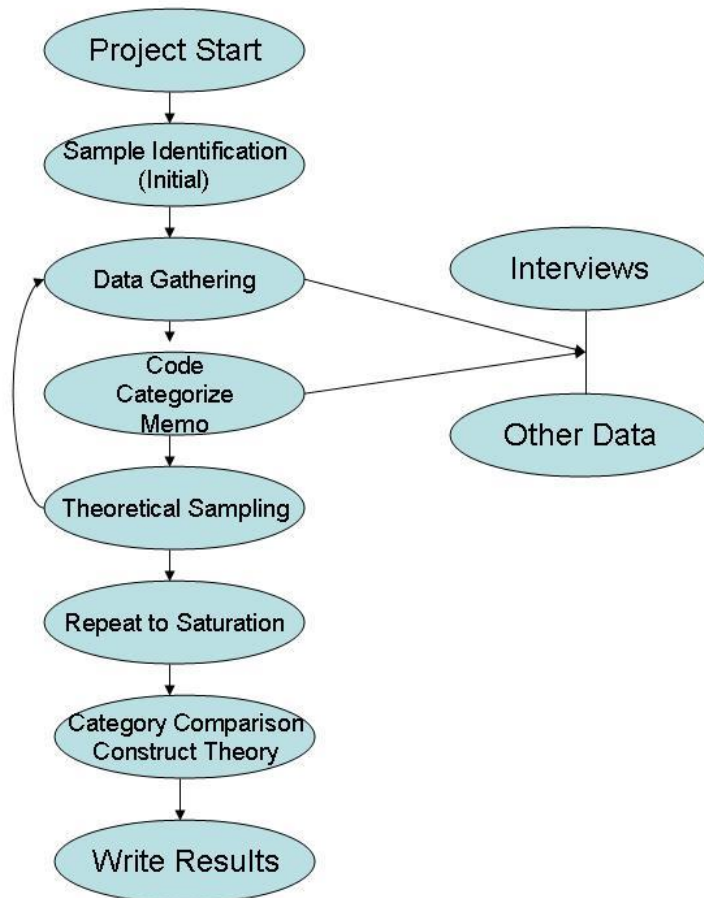 Project Start
Sample Identification
(Initial)
Data Gathering
Interviews
Code
Categorize
Memo
Other Data
Theoretical Sampling
Repeat to Saturation
Category Comparison
Construct Theory
Write Results